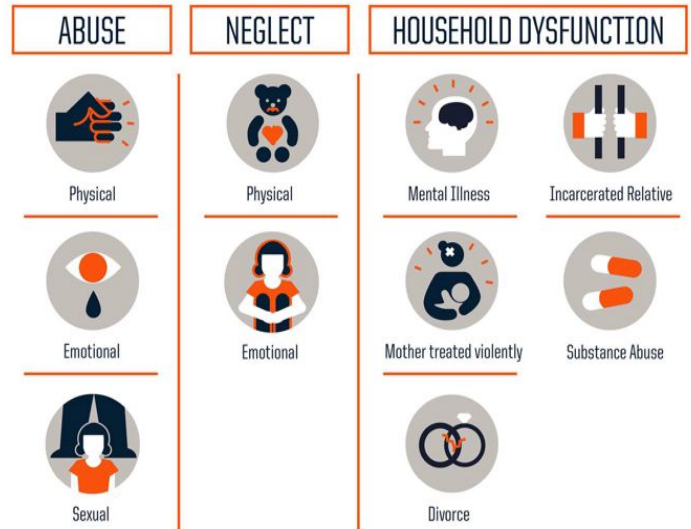 ABUSE
NEGLECT
HOUSEHOLD DYSFUNCTION
Physical
Physical
Mental Illness
Incarcerated Relative
Emotional
Emotional
Mother treated violently
Substance Abuse
Sexual
Divorce